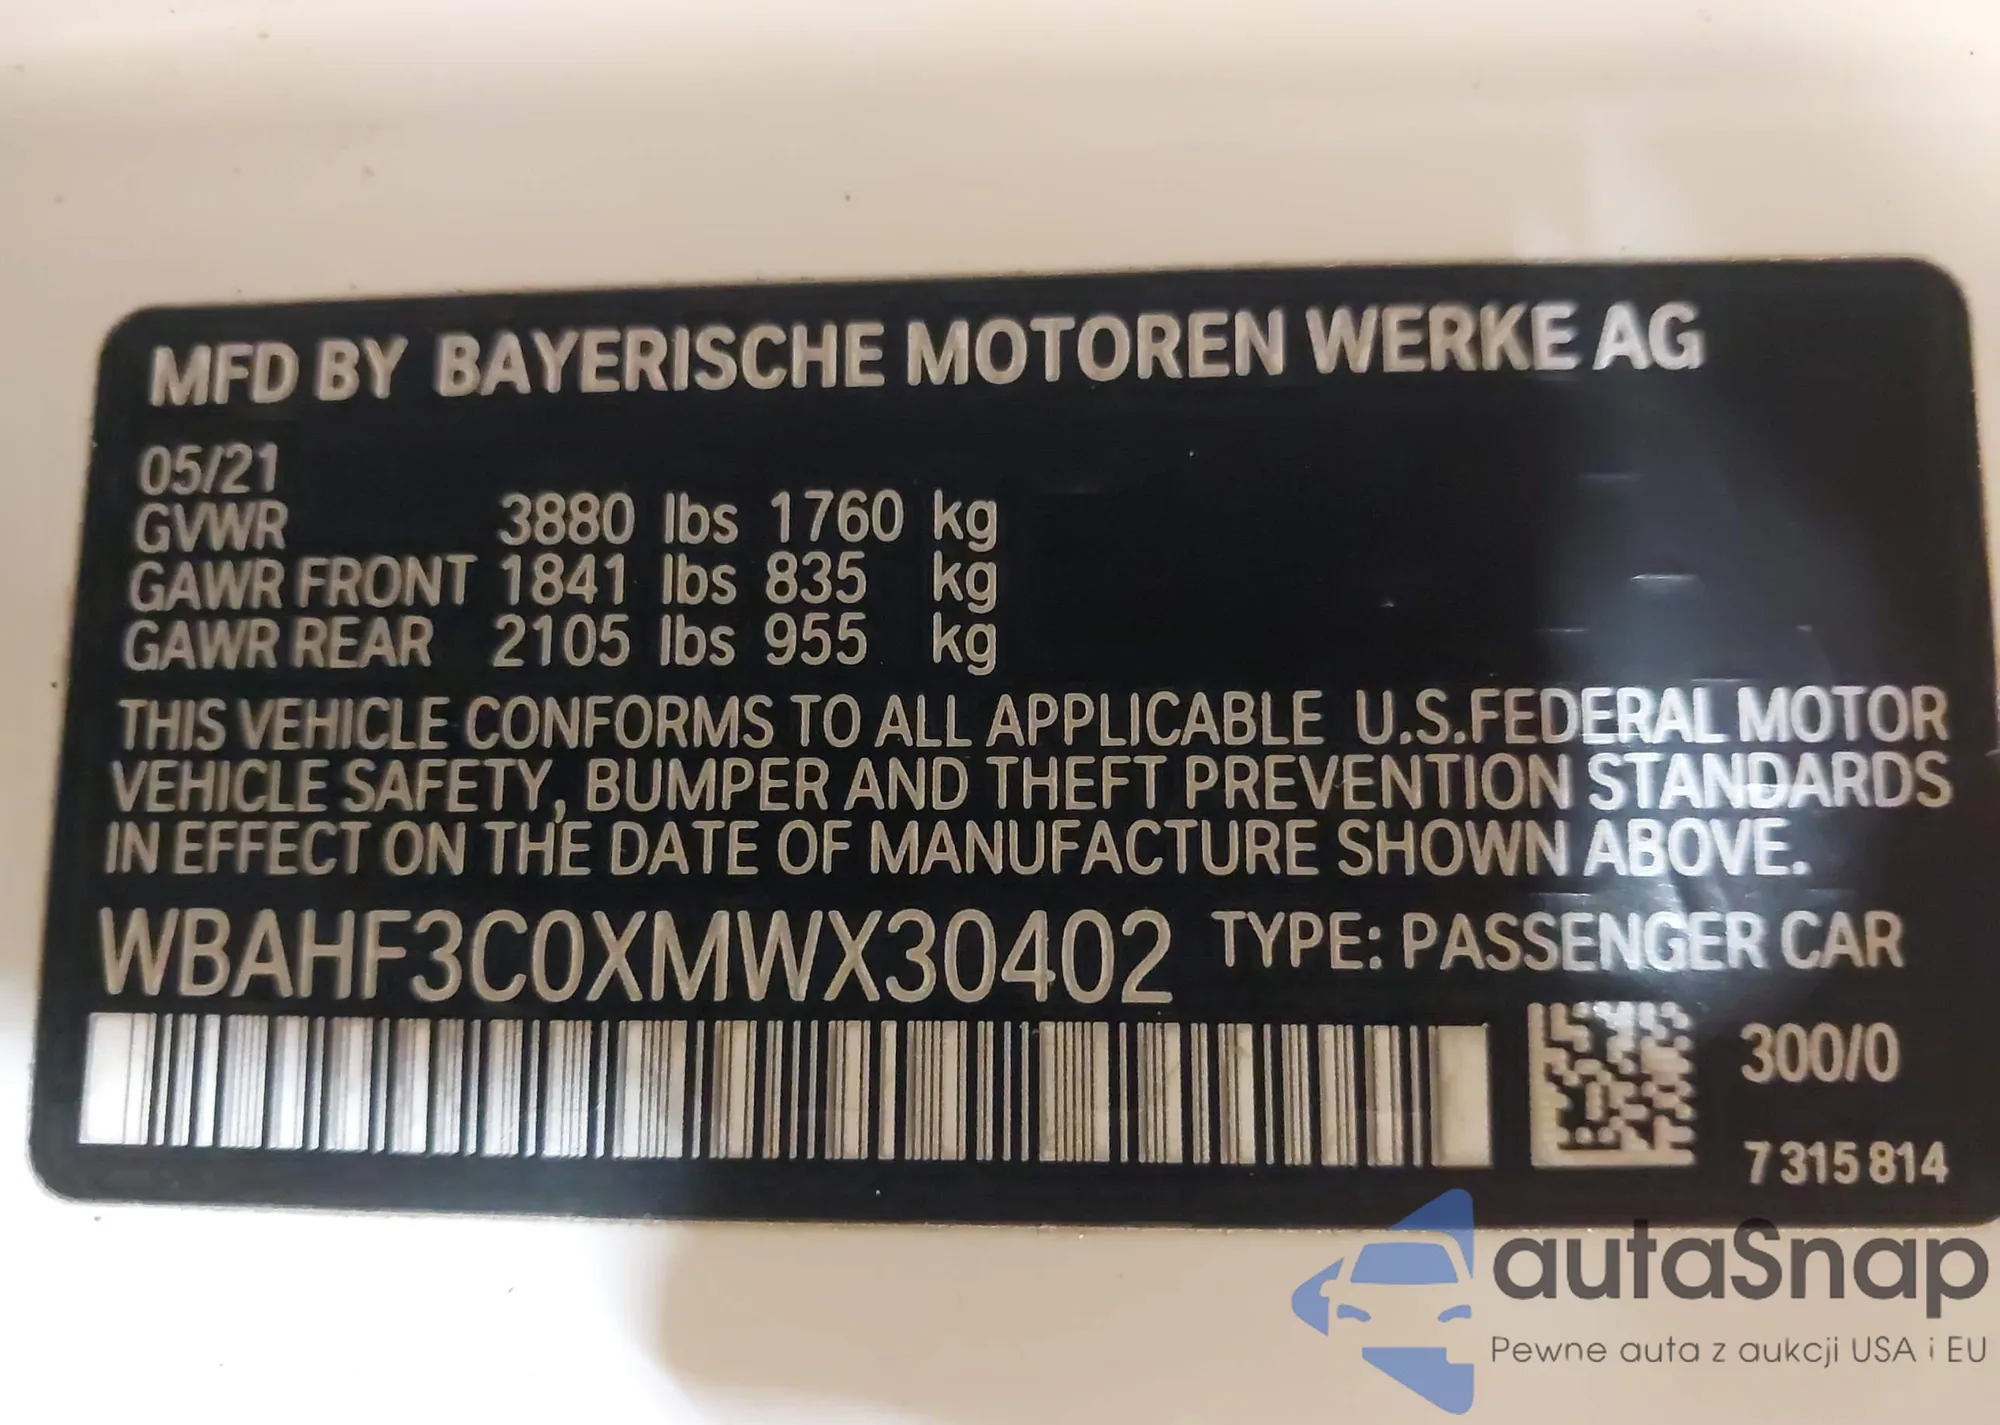 MFD BY BAYERISCHE MOTOREN WERKE AG
05/21
GVWR 3880 lbs 1760 kg
GAWR FRONT 1841 lbs 835 kg
GAWR REAR 2105 lbs 955 kg
THIS VEHICLE CONFORMS TO ALL APPLICABLE U.S.FEDERAL MOTOR
VEHICLE SAFETY, BUMPER AND THEFT PREVENTION STANDARDS
IN EFFECT ON THE DATE OF MANUFACTURE SHOWN ABOVE.
WBAHF3C0XMWX30402 TYPE: PASSENGER CAR
300/0
7 315 814
autaSnap
Pewne auta z aukcji USA i EU